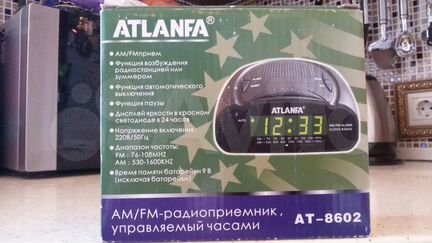 ATLANFA®
AM/FMприем
Функция возбуждения
радиостанцией или
зуммером
Функция автоматического
выключения
Функция паузы
Дисплей яркости в красном
светодиоде в 24 часов
Напряжение включения:
220В/50Гц
Диапазон частоты:
FM : 76-108MHZ
AM : 530-1600KHZ
Время памяти батарейки 9 В
(исключая батарейки)
ATLANFA®
12:33
AM/FM-радиоприемник,
управляемый часами
AT-8602